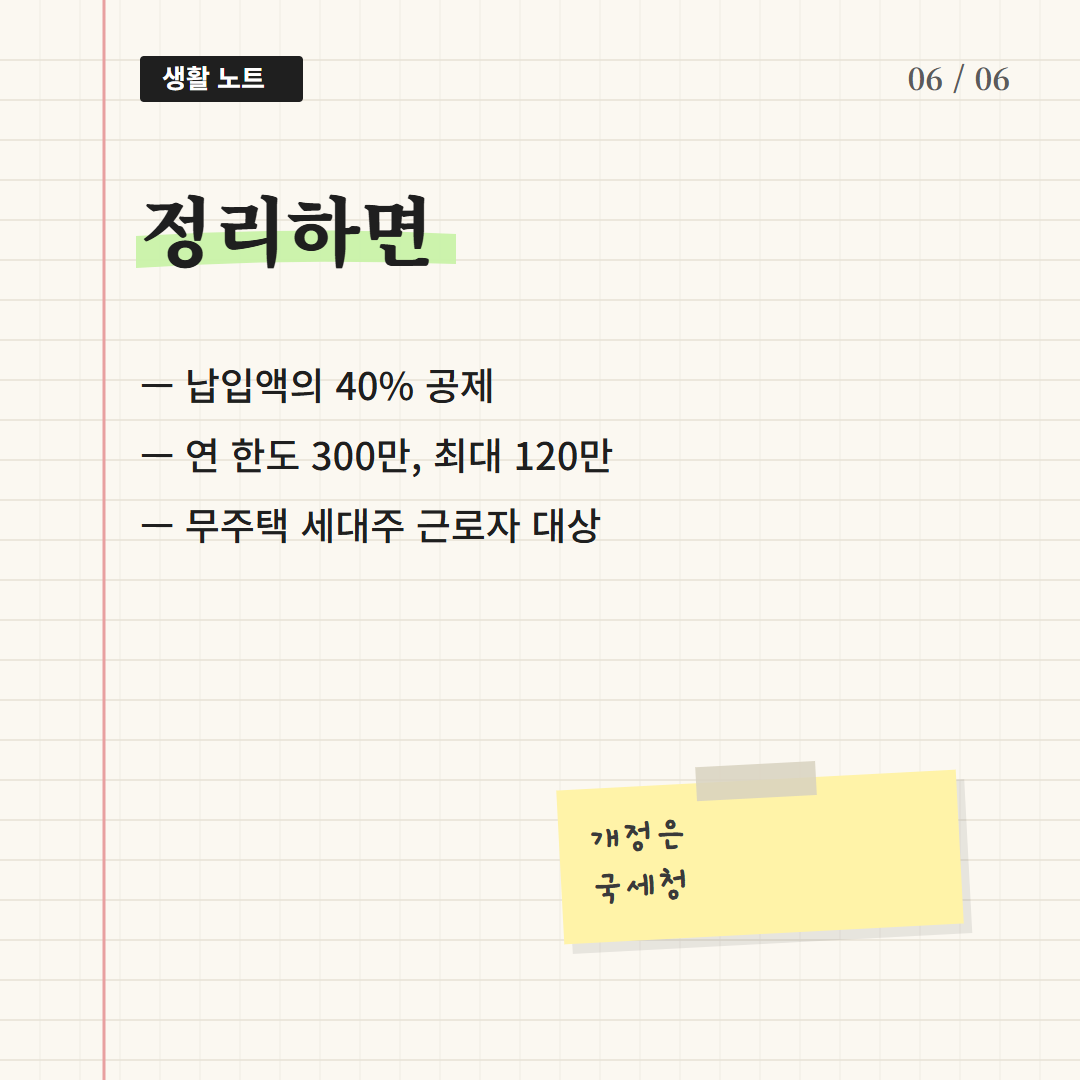 생활 노트
06 / 06
정리하면
— 납입액의 40% 공제
— 연 한도 300만, 최대 120만
— 무주택 세대주 근로자 대상
개정은
국세청